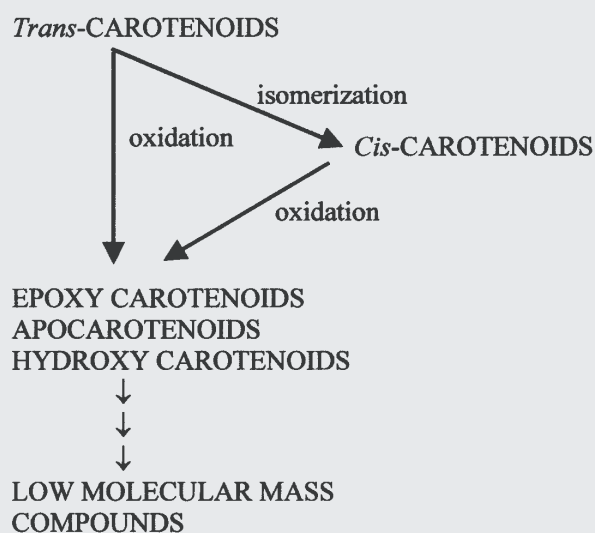 Trans-CAROTENOIDS
isomerization
oxidation
Cis-CAROTENOIDS
oxidation
EPOXY CAROTENOIDS
APOCAROTENOIDS
HYDROXY CAROTENOIDS
↓
↓
↓
LOW MOLECULAR MASS
COMPOUNDS